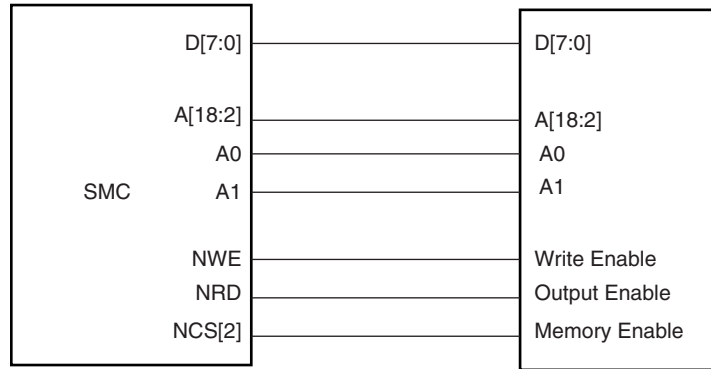 D[7:0] D[7:0]
A[18:2] A[18:2]
A0 A0
SMC A1 A1
NWE Write Enable
NRD Output Enable
NCS[2] Memory Enable